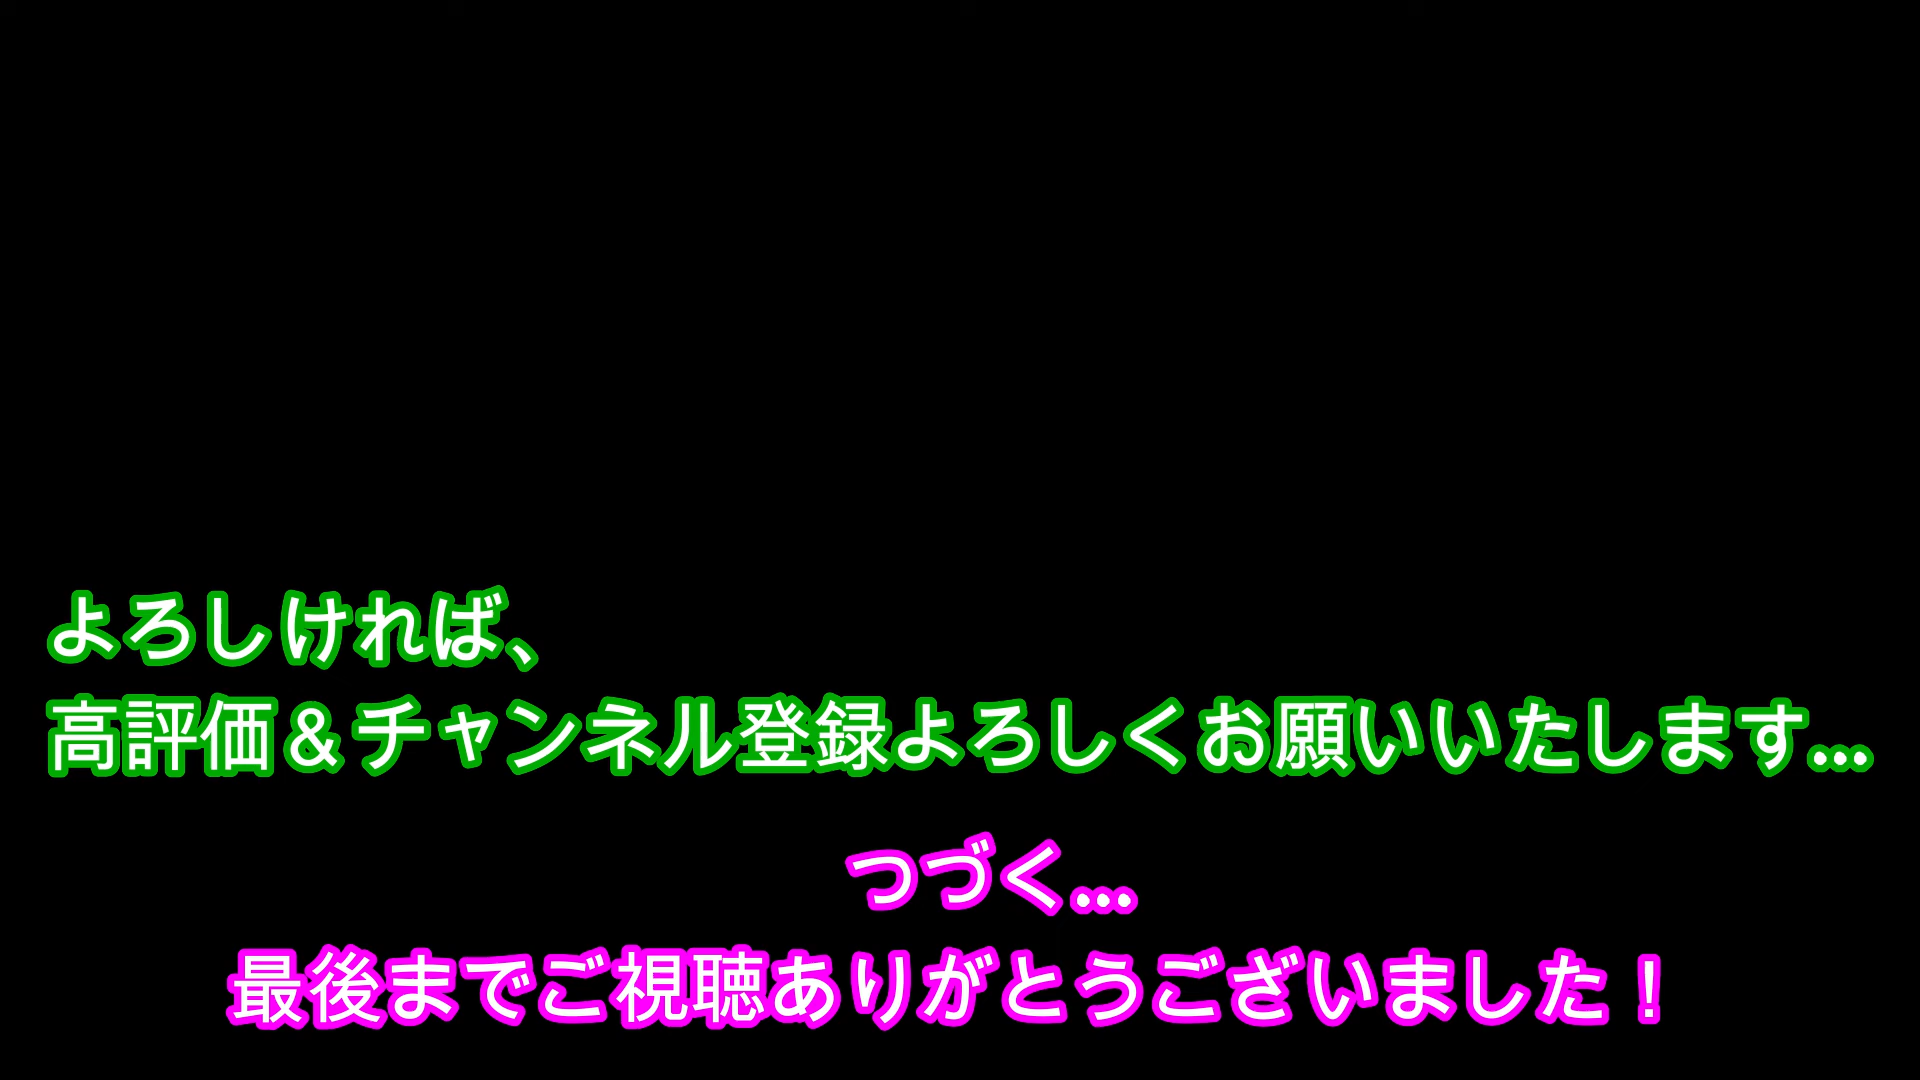 よろしければ、
高評価＆チャンネル登録よろしくお願いいたします...
つづく...
最後までご視聴ありがとうございました！